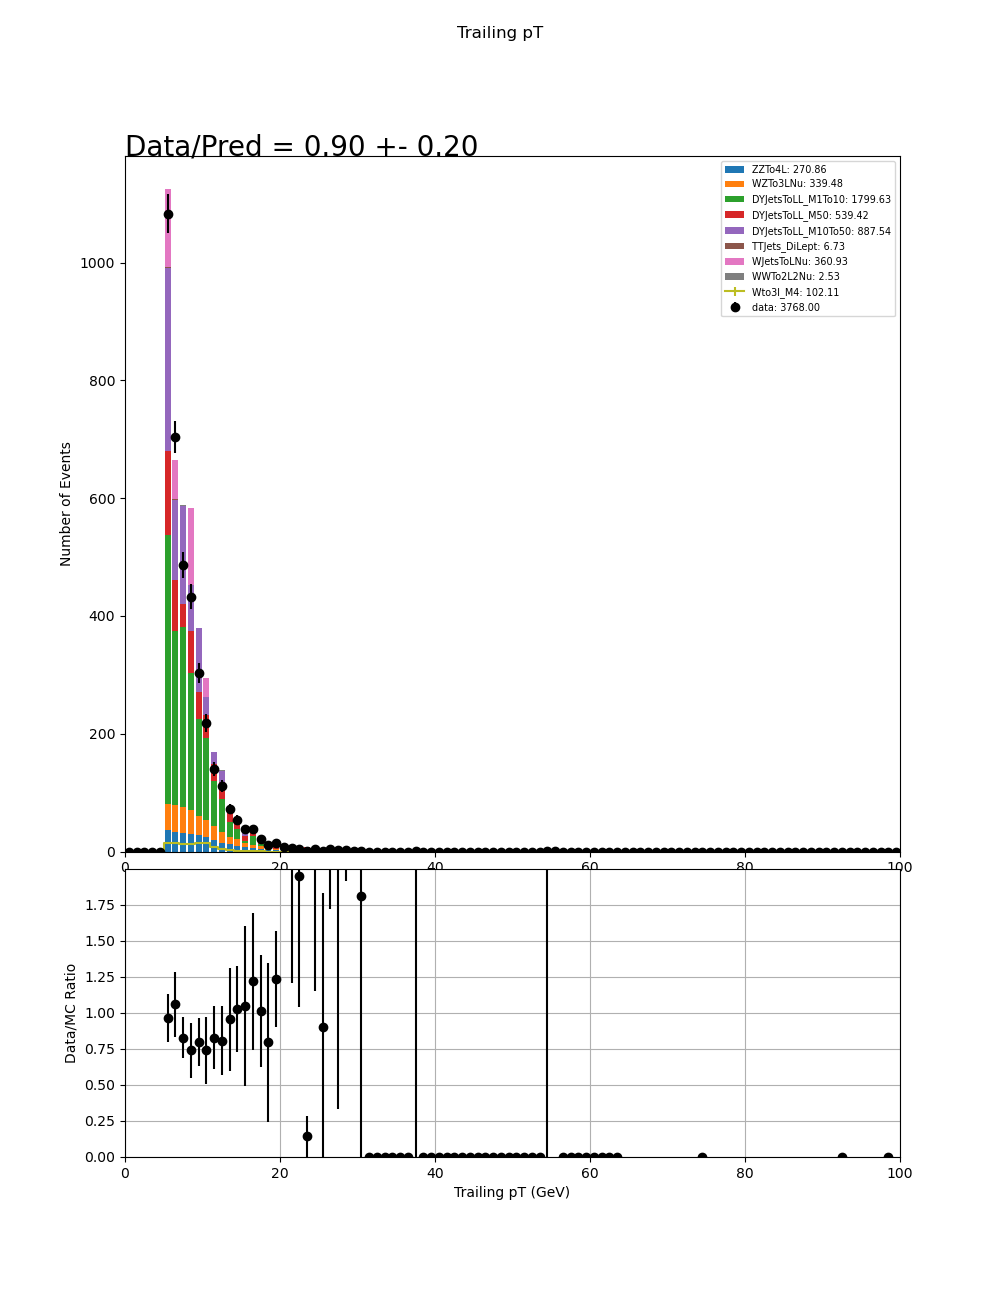 Trailing pT
Data/Pred = 0.90 +- 0.20
ZZTo4L: 270.86
WZTo3LNu: 339.48
DYJetsToLL_M1To10: 1799.63
DYJetsToLL_M50: 539.42
DYJetsToLL_M10To50: 887.54
TTJets_DiLept: 6.73
WJetsToLNu: 360.93
WWTo2L2Nu: 2.53
Wto3l_M4: 102.11
data: 3768.00
1000
800
600
400
200
0
Number of Events
0 20 40 60 80 100
1.75
1.50
1.25
1.00
0.75
0.50
0.25
0.00
Data/MC Ratio
0 20 40 60 80 100
Trailing pT (GeV)